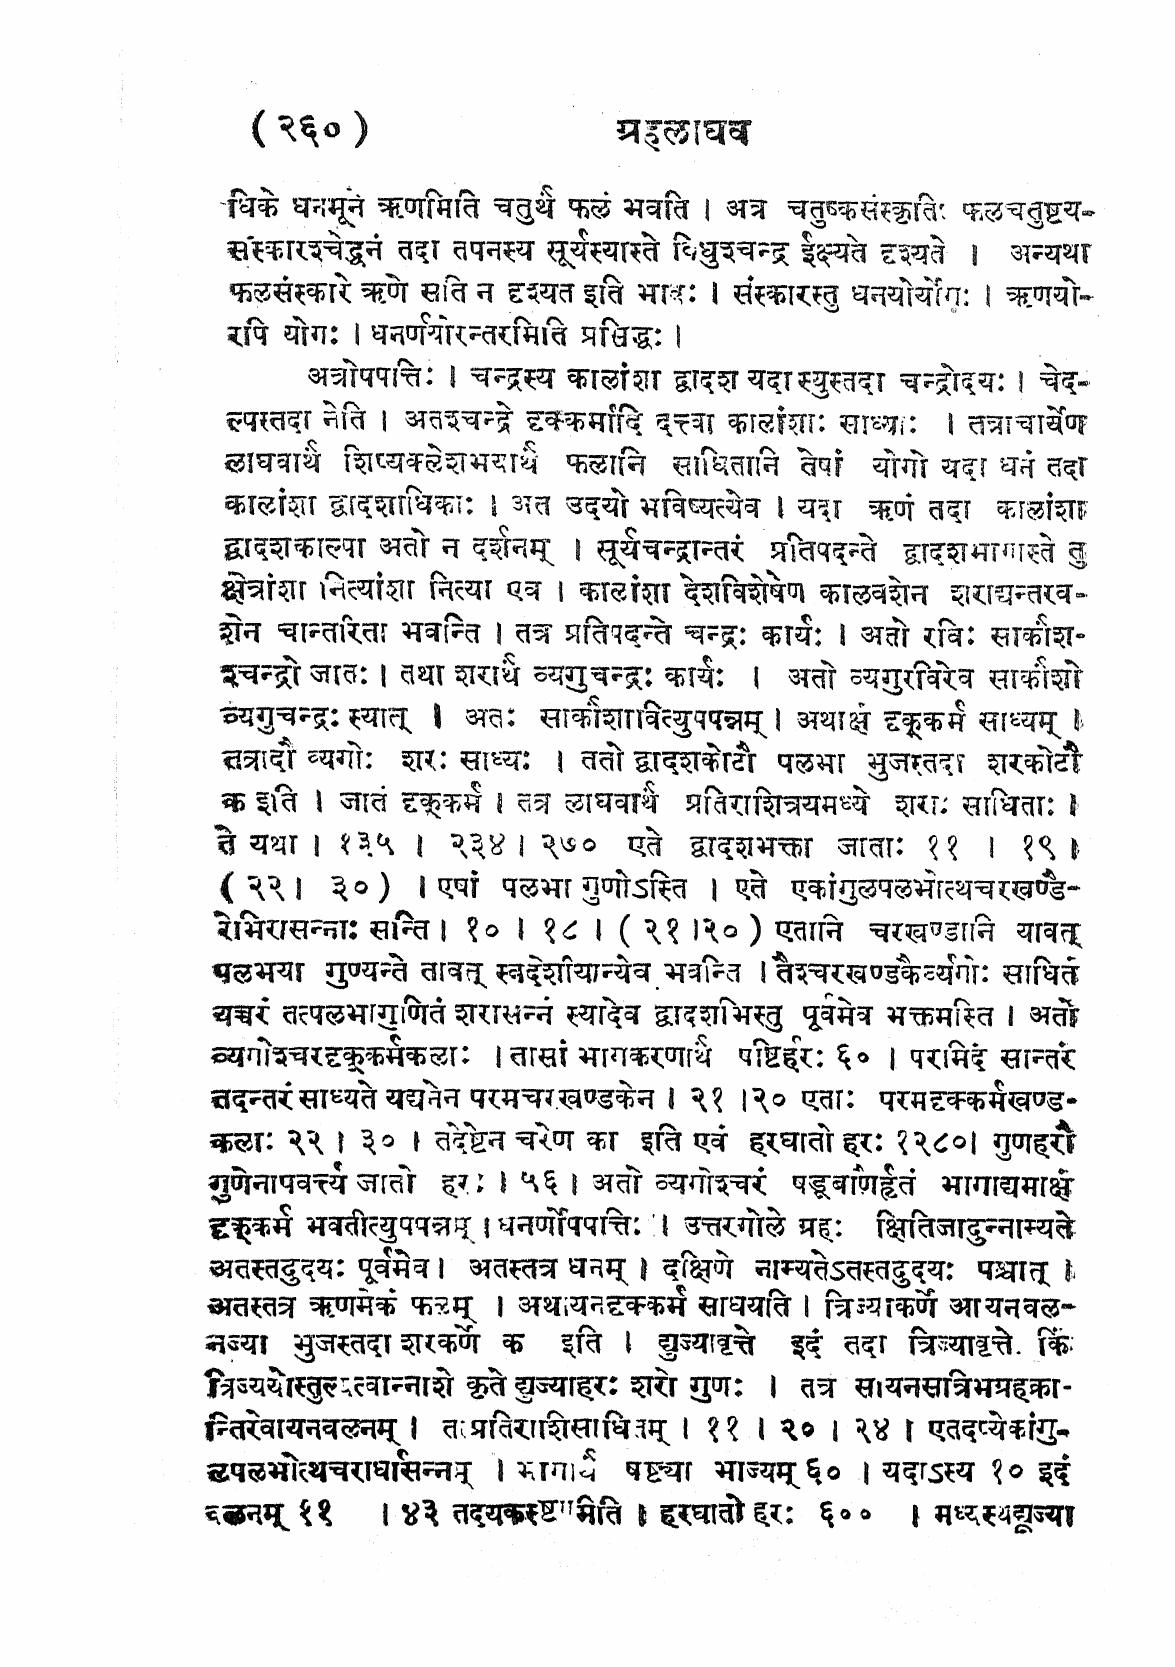 (२६०) ग्रहलाघव
धिके धनमूनं ऋणमिति चतुर्थं फलं भवति । अत्र चतुष्कसंस्कृतिः फलचतुष्टय-
संस्कारश्चेद्धनं तदा तपनस्य सूर्यस्यास्ते विधुश्चन्द्र ईक्ष्यते दृश्यते । अन्यथा
फलसंस्कारे ऋणे सति न दृश्यत इति भावः । संस्कारस्तु धनयोर्योगः । ऋणयो-
रपि योगः । धनर्णयोरन्तरमिति प्रसिद्धः ।
अत्रोपपत्तिः । चन्द्रस्य कालांशा द्वादश यदा स्युस्तदा चन्द्रोदयः । चेद-
ल्पस्तदा नेति । अतश्चन्द्रे दृक्कर्मादि दत्त्वा कालांशाः साध्याः । तत्राचार्येण
लाघवार्थं शिष्यक्लेशभयार्थं फलानि साधितानि तेषां योगो यदा धनं तदा
कालांशा द्वादशाधिकाः । अत उदयो भविष्यत्येव । यदा ऋणं तदा कालांशा
द्वादशकाल्पा अतो न दर्शनम् । सूर्यचन्द्रान्तरं प्रतिपदन्ते द्वादशभागास्ते तु
क्षेत्रांशा नित्यांशा नित्या एव । कालांशा देशविशेषेण कालवशेन शराद्यन्तरव-
शेन चान्तरिता भवन्ति । तत्र प्रतिपदन्ते चन्द्रः कार्यः । अतो रविः सार्कांश-
श्चन्द्रो जातः । तथा शरार्थं व्यगुचन्द्रः कार्यः । अतो व्यगुरविरेव सार्कांशो
व्यगुचन्द्रः स्यात् । अतः सार्कांशावित्युपपन्नम् । अथाक्षं दृक्कर्म साध्यम् ।
तत्रादौ व्यगोः शरः साध्यः । ततो द्वादशकोटौ पलभा भुजस्तदा शरकोटौ
क इति । जातं दृक्कर्म । तत्र लाघवार्थं प्रतिराशित्रयमध्ये शराः साधिताः ।
ते यथा । १३५ । २३४ । २७० एते द्वादशभक्ता जाताः ११ । १९ ।
(२२ । ३०) । एषां पलभा गुणोऽस्ति । एते एकांगुलपलभोत्थचरखण्डै-
रेभिरासन्नाः सन्ति । १० । १८ । (२१।२०) एतानि चरखण्डानि यावत्
पलभया गुण्यन्ते तावत् स्वदेशीयान्येव भवन्ति । तैश्चरखण्डकैर्व्यगोः साधितं
यच्चरं तत्पलभागुणितं शरासन्नं स्यादेव द्वादशभिस्तु पूर्वमेव भक्तमस्ति । अतो
व्यगोश्चरदृक्कर्मकलाः । तासां भागकरणार्थं षष्टिर्हरः ६० । परमिदं सान्तरं
तदन्तरं साध्यते यद्यनेन परमचरखण्डकेन । २१ ।२० एताः परमदृक्कर्मखण्ड-
कलाः २२ । ३० । तदेष्टेन चरेण का इति एवं हरघातो हरः १२८०। गुणहरौ
गुणेनापवर्त्त्य जातो हरः । ५६ । अतो व्यगोश्चरं षड्बाणैर्हृतं भागाद्यमाक्षं
दृक्कर्म भवतीत्युपपन्नम् । धनर्णोपपत्तिः । उत्तरगोले ग्रहः क्षितिजादुन्नाम्यते
अतस्तदुदयः पूर्वमेव । अतस्तत्र धनम् । दक्षिणे नाम्यतेऽतस्तदुदयः पश्चात् ।
अतस्तत्र ऋणमेकं फलम् । अथायनदृक्कर्म साधयति । त्रिज्याकर्णे आयनवल-
नज्या भुजस्तदा शरकर्णे क इति । द्युज्यावृत्ते इदं तदा त्रिज्यावृत्ते. किं
त्रिज्ययोस्तुल्यत्वान्नाशे कृते द्युज्याहरः शरो गुणः । तत्र सायनसत्रिभग्रहक्रा-
न्तिरेवायनवलनम् । तत्प्रतिराशिसाधितम् । ११ । २० । २४ । एतदप्येकांगु-
लपलभोत्थचरार्धासन्नम् । भागार्थं षष्ट्या भाज्यम् ६० । यदाऽस्य १० इदं
वलनम् ११ । ४३ तदयकस्पष्ट मिति । हरघातो हरः ६०० । मध्यस्थद्यूज्या